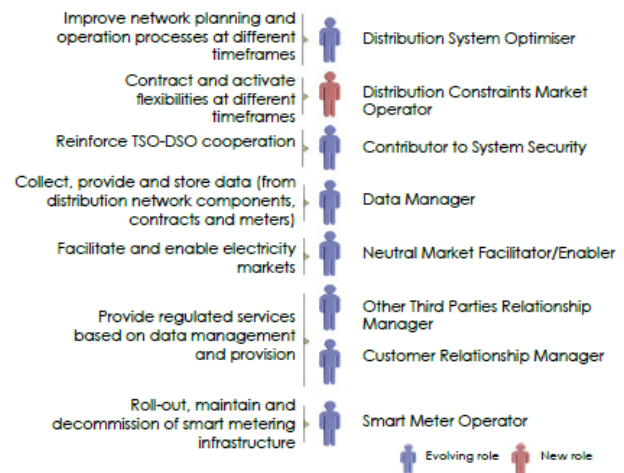 Improve network planning and
operation processes at different
timeframes
Distribution System Optimiser
Contract and activate
flexibilities at different
timeframes
Distribution Constraints Market
Operator
Reinforce TSO-DSO cooperation
Contributor to System Security
Collect, provide and store data (from
distribution network components,
contracts and meters)
Data Manager
Facilitate and enable electricity
markets
Neutral Market Facilitator/Enabler
Provide regulated services
based on data management
and provision
Other Third Parties Relationship
Manager
Customer Relationship Manager
Roll-out, maintain and
decommission of smart metering
infrastructure
Smart Meter Operator
Evolving role
New role